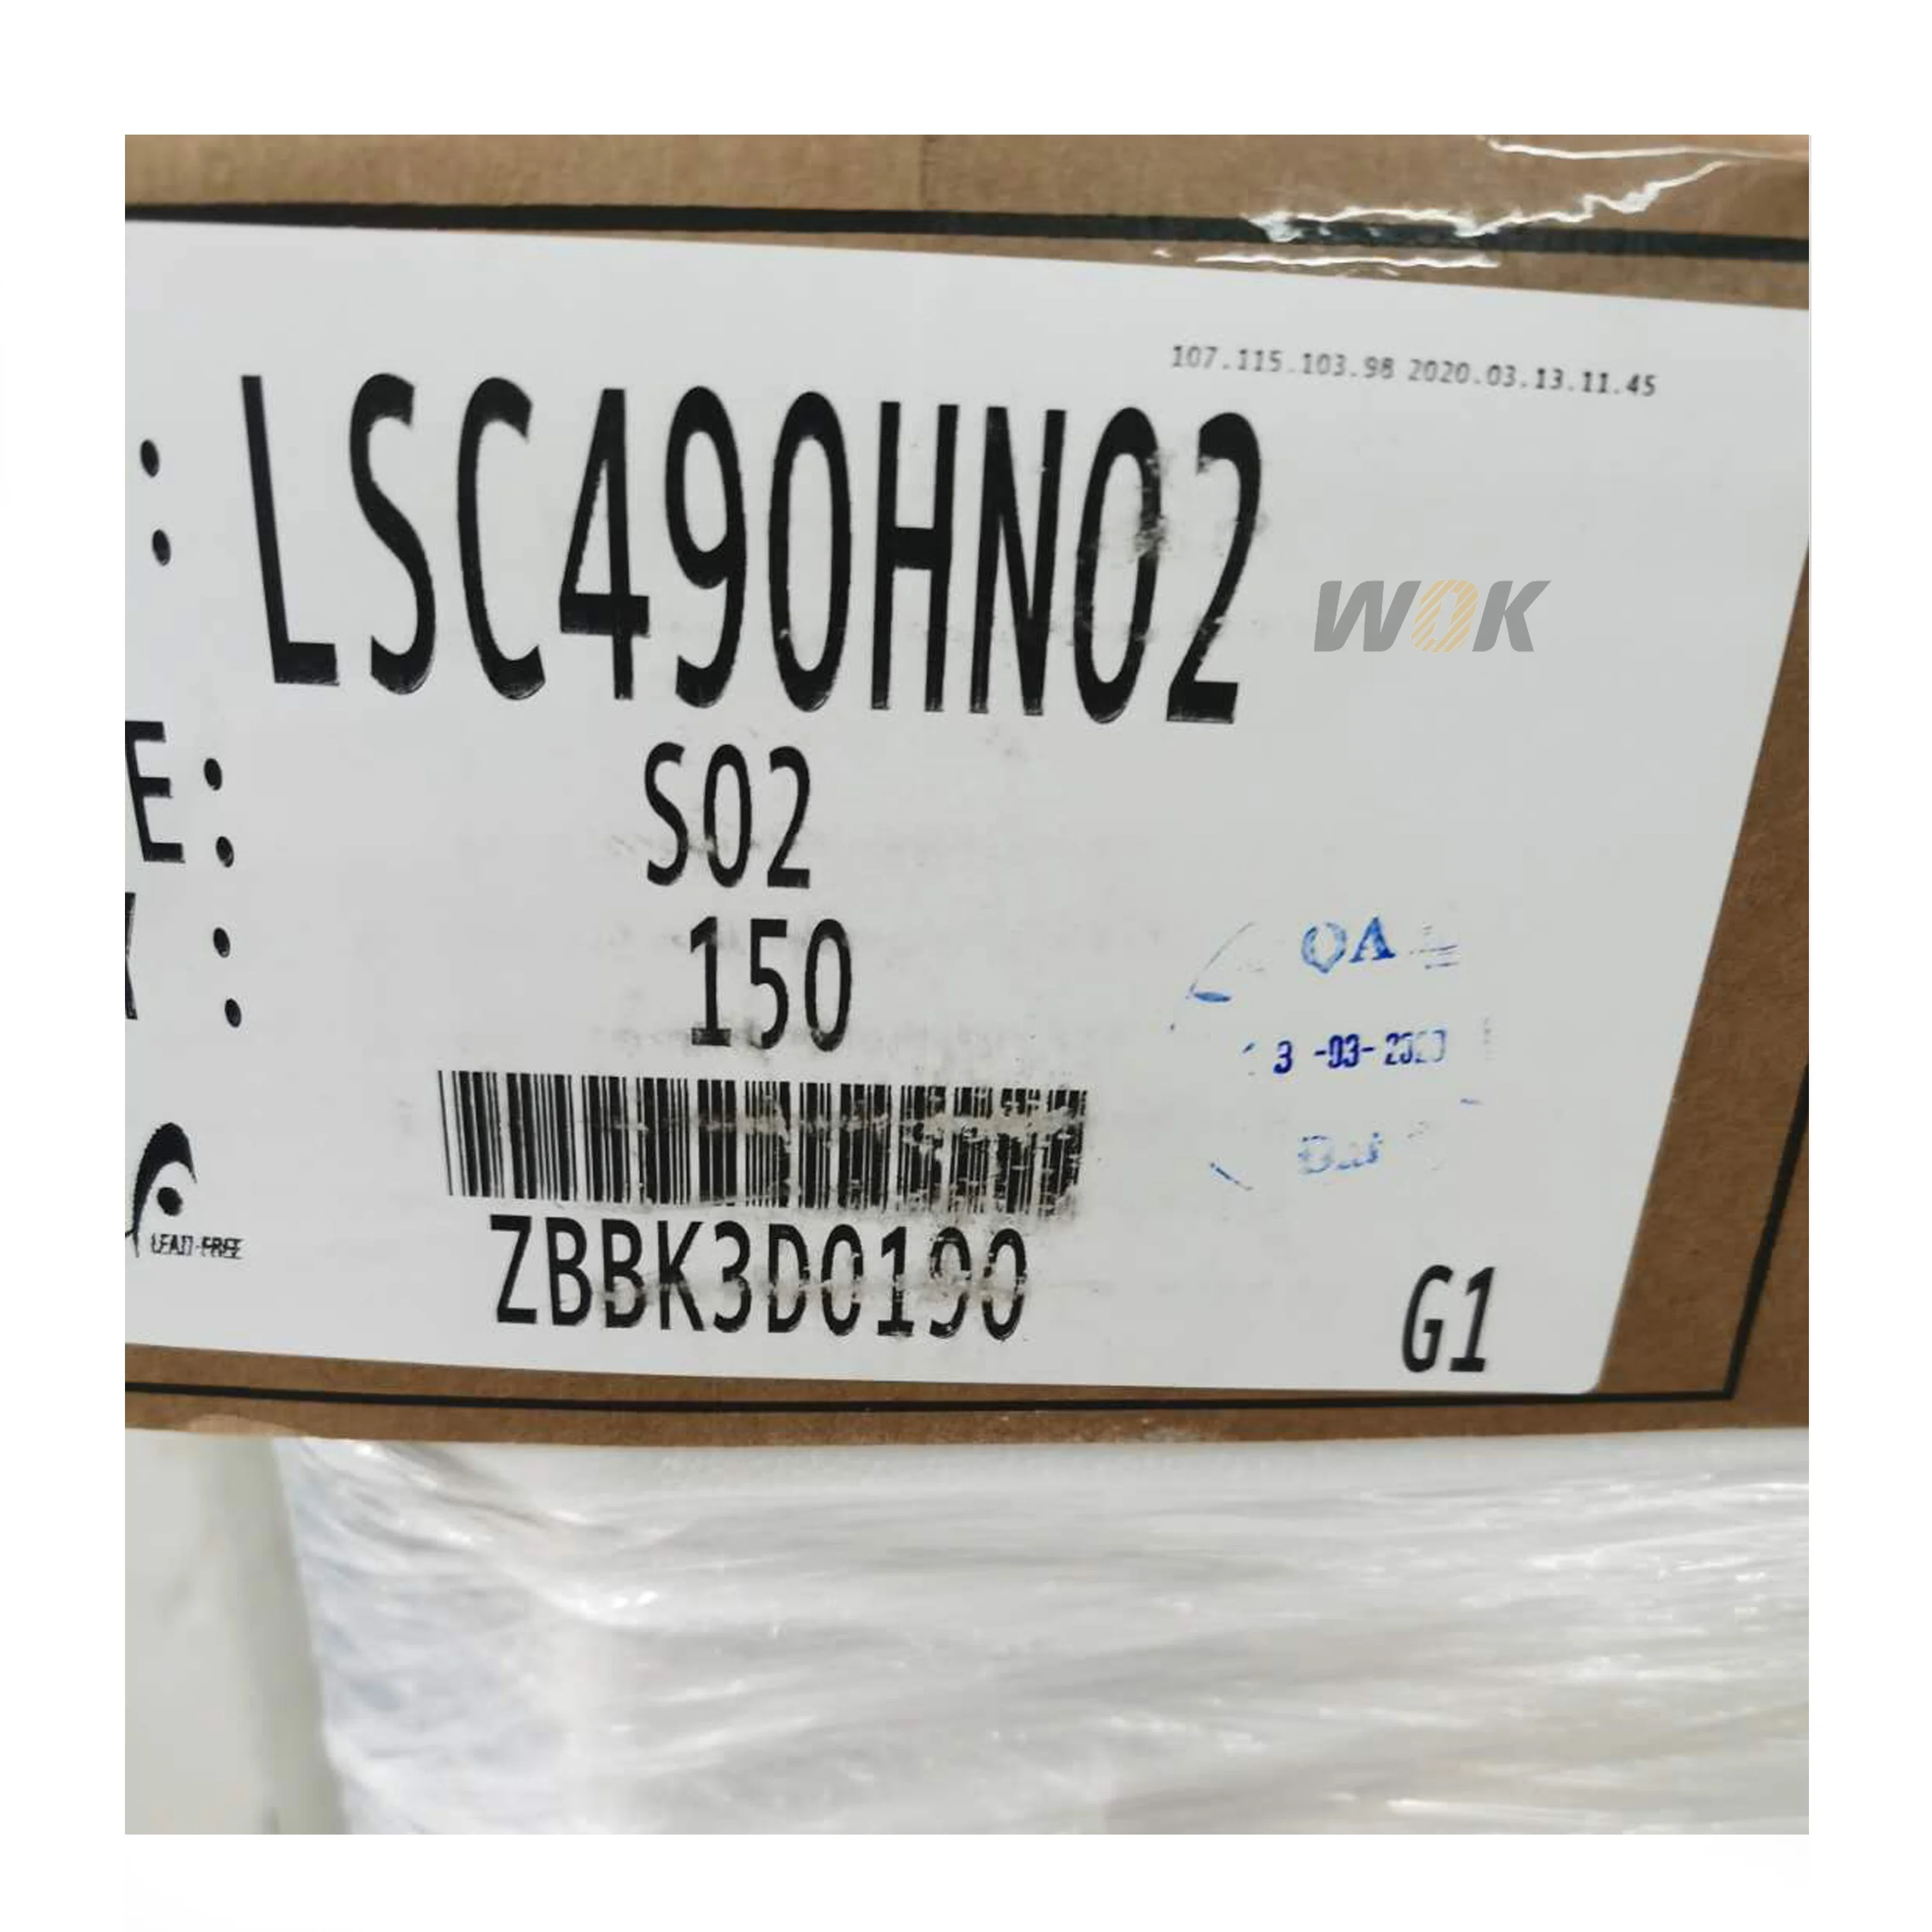 107.115.103.98 2020.03.13.11.45
: LSC490HN02
WOK
E: S02
: 150
QA
3 -03- 2020
LEAD-FREE
ZBBK3D0190
G1